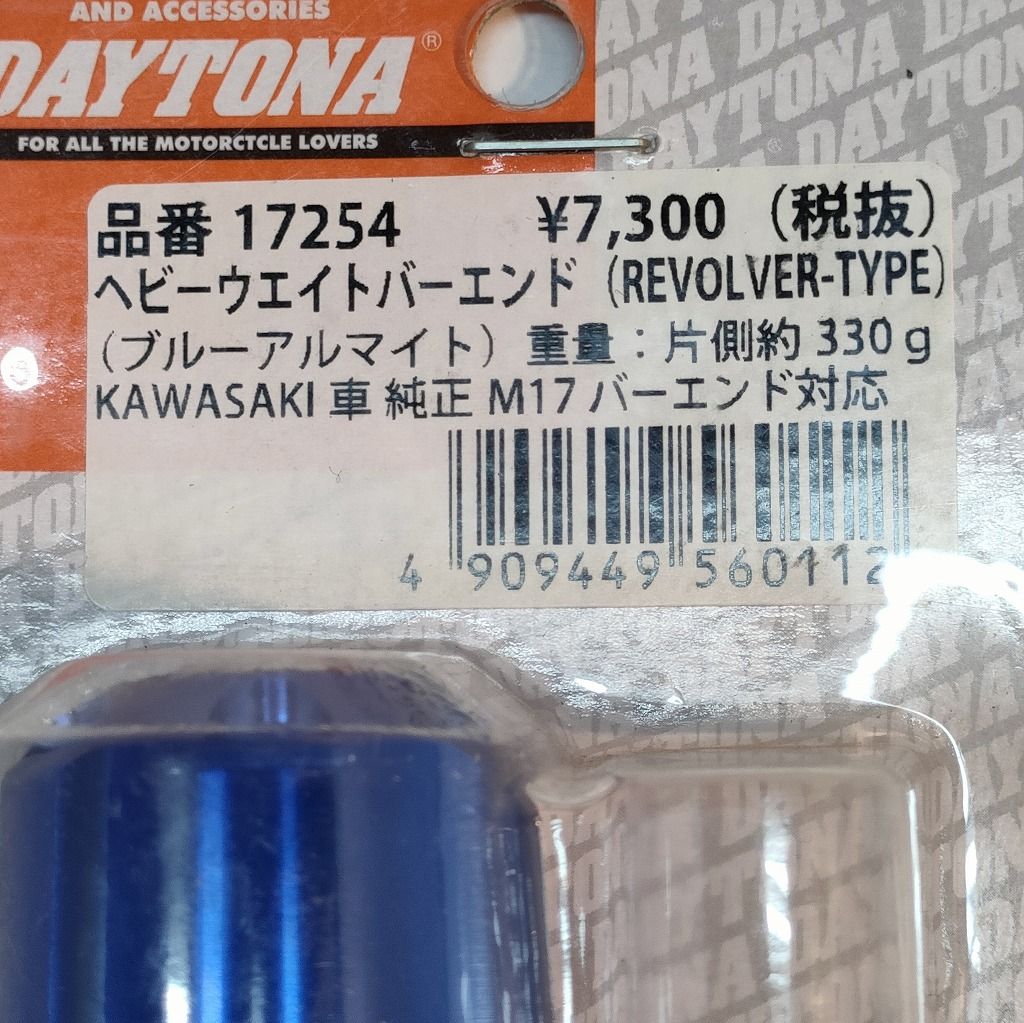 AND ACCESSORIES
DAYTONA®
FOR ALL THE MOTORCTCLE LOVERS
品番 17254 ¥7,300（税抜）
ヘビーウエイトバーエンド（REVOLVER-TYPE）
（ブルーアルマイト）重量：片側約 330 g
KAWASAKI 車 純正 M17 バーエンド対応
4 909449 560112